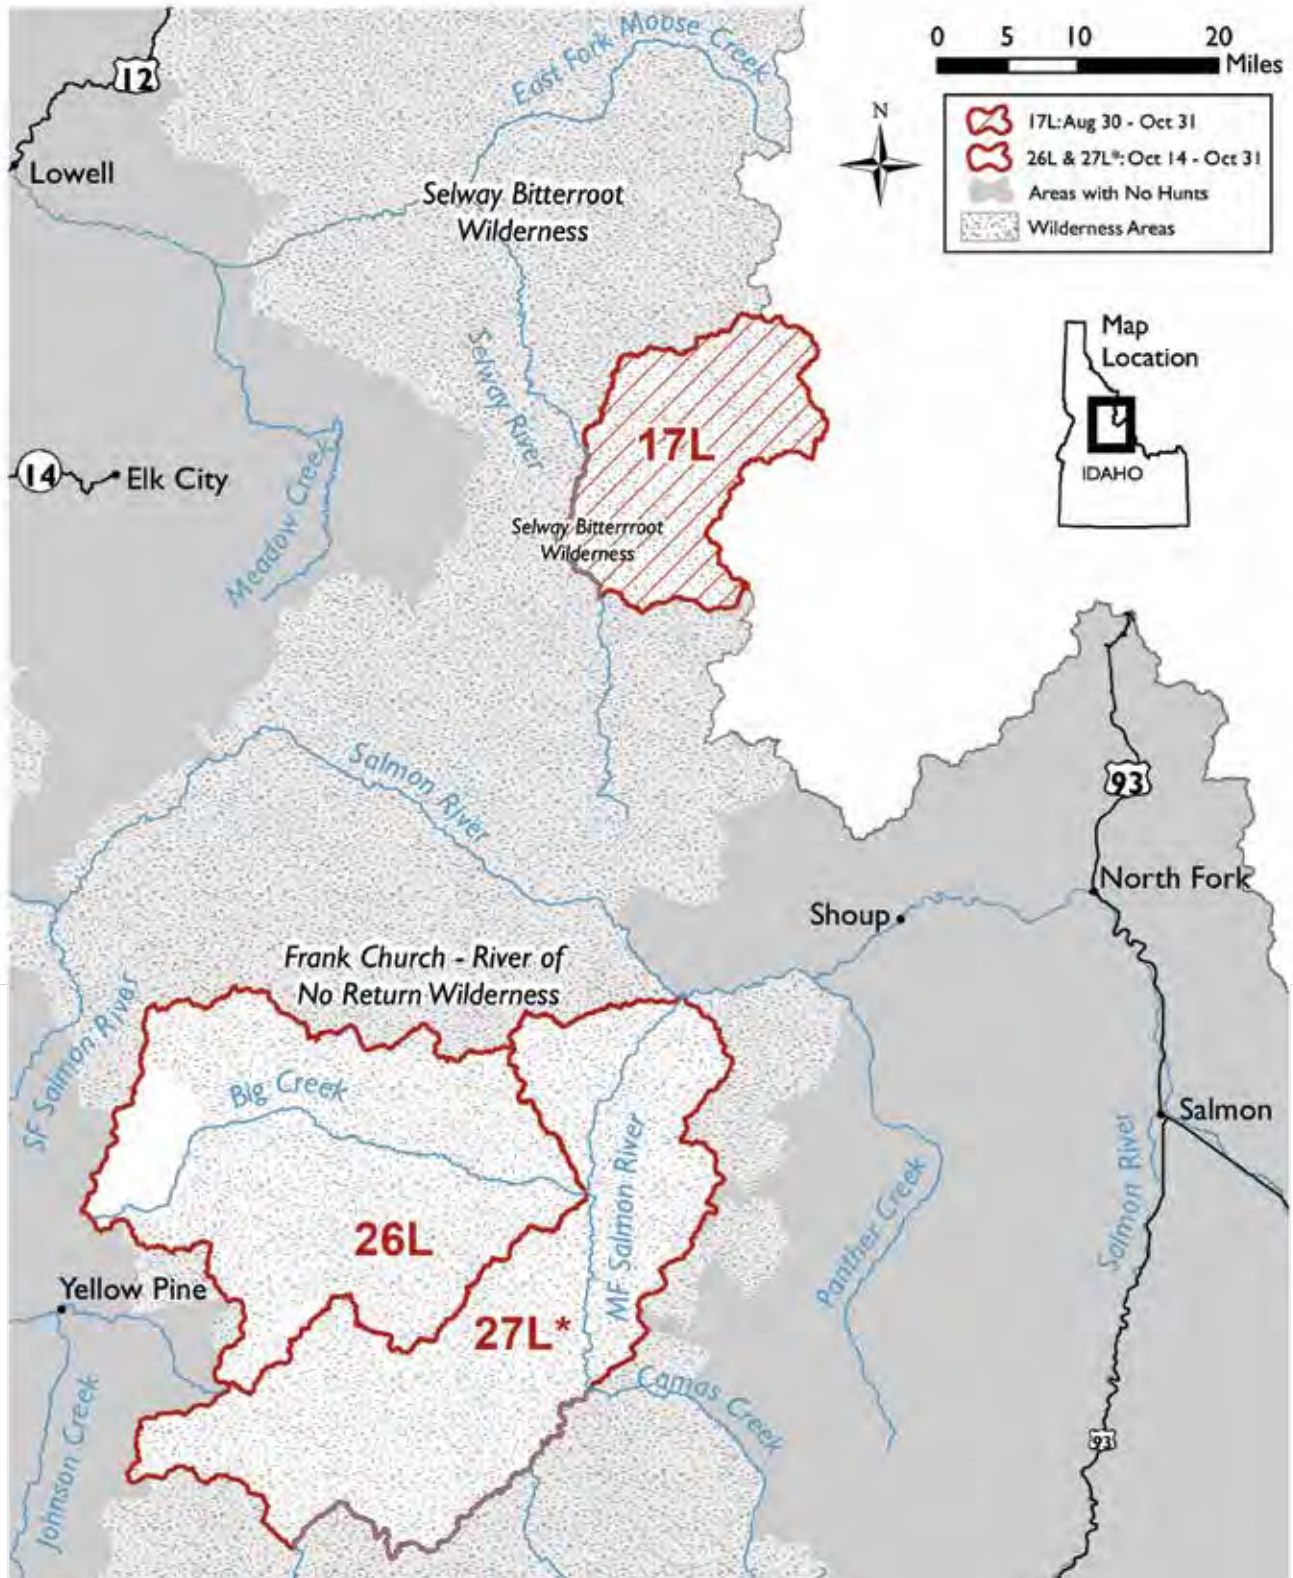 0 5 10 20
Miles
17L: Aug 30 - Oct 31
26L & 27L*: Oct 14 - Oct 31
Areas with No Hunts
Wilderness Areas
N
12
Lowell
East Fork Moose Creek
Selway Bitterroot
Wilderness
Selway River
Map
Location
IDAHO
17L
14
Elk City
Meadow Creek
Selway Bitterrroot
Wilderness
Salmon River
93
North Fork
Shoup
Frank Church - River of
No Return Wilderness
SF Salmon River
Big Creek
MF Salmon River
Salmon
Salmon River
Panther Creek
26L
Yellow Pine
27L*
Camas Creek
Johnson Creek
93